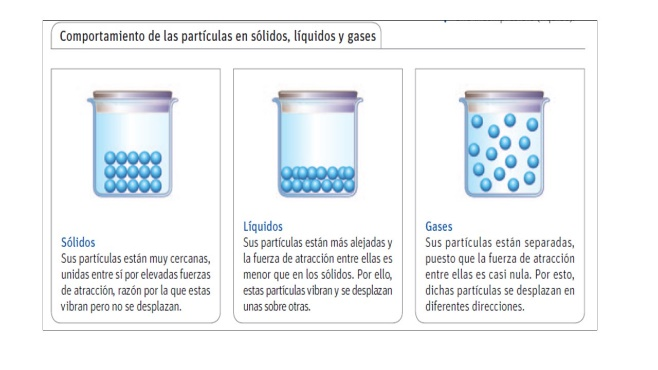 Comportamiento de las partículas en sólidos, líquidos y gases
Sólidos
Sus partículas están muy cercanas,
unidas entre sí por elevadas fuerzas
de atracción, razón por la que estas
vibran pero no se desplazan.
Líquidos
Sus partículas están más alejadas y
la fuerza de atracción entre ellas es
menor que en los sólidos. Por ello,
estas partículas vibran y se desplazan
unas sobre otras.
Gases
Sus partículas están separadas,
puesto que la fuerza de atracción
entre ellas es casi nula. Por esto,
dichas partículas se desplazan en
diferentes direcciones.